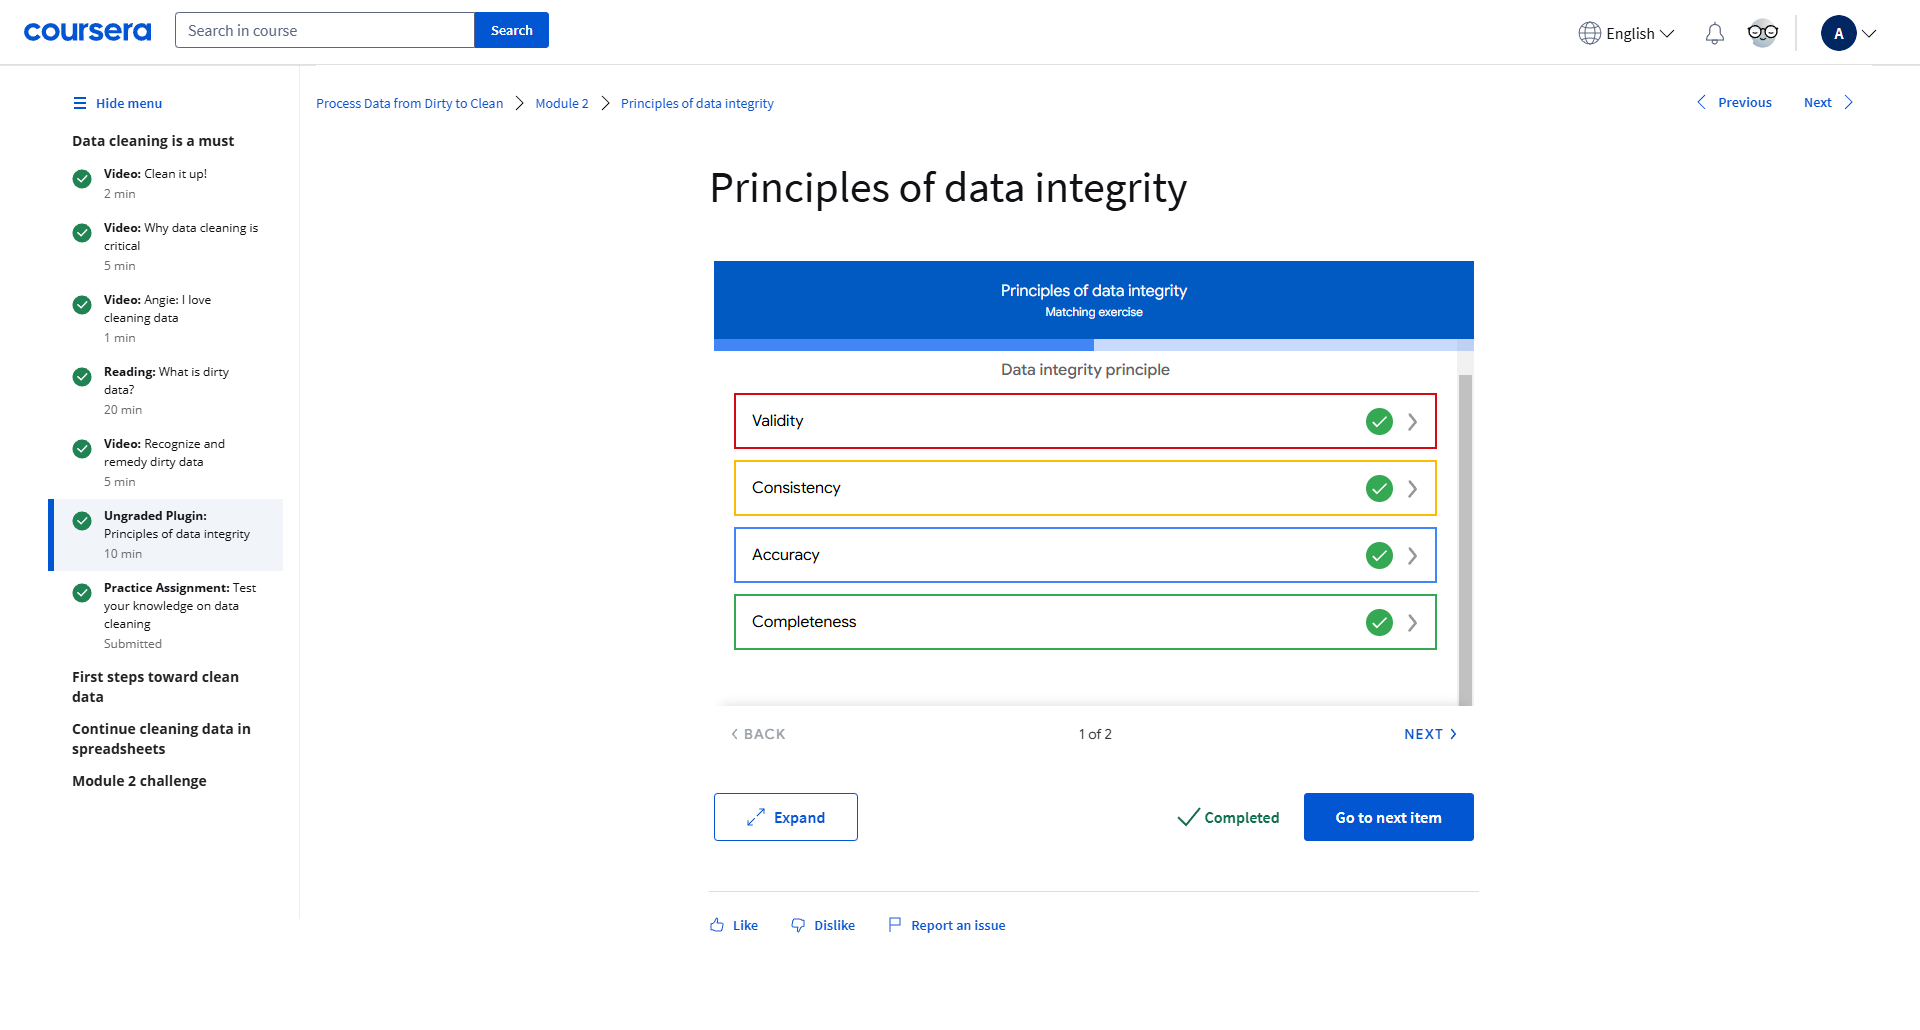 coursera
Search in course
Search
English
A
Hide menu
Data cleaning is a must
Video: Clean it up!
2 min
Video: Why data cleaning is
critical
5 min
Video: Angie: I love
cleaning data
1 min
Reading: What is dirty
data?
20 min
Video: Recognize and
remedy dirty data
5 min
Ungraded Plugin:
Principles of data integrity
10 min
Practice Assignment: Test
your knowledge on data
cleaning
Submitted
First steps toward clean
data
Continue cleaning data in
spreadsheets
Module 2 challenge
Process Data from Dirty to Clean
Module 2
Principles of data integrity
Previous
Next
Principles of data integrity
Principles of data integrity
Matching exercise
Data integrity principle
Validity
Consistency
Accuracy
Completeness
BACK
1 of 2
NEXT
Expand
Completed
Go to next item
Like
Dislike
Report an issue